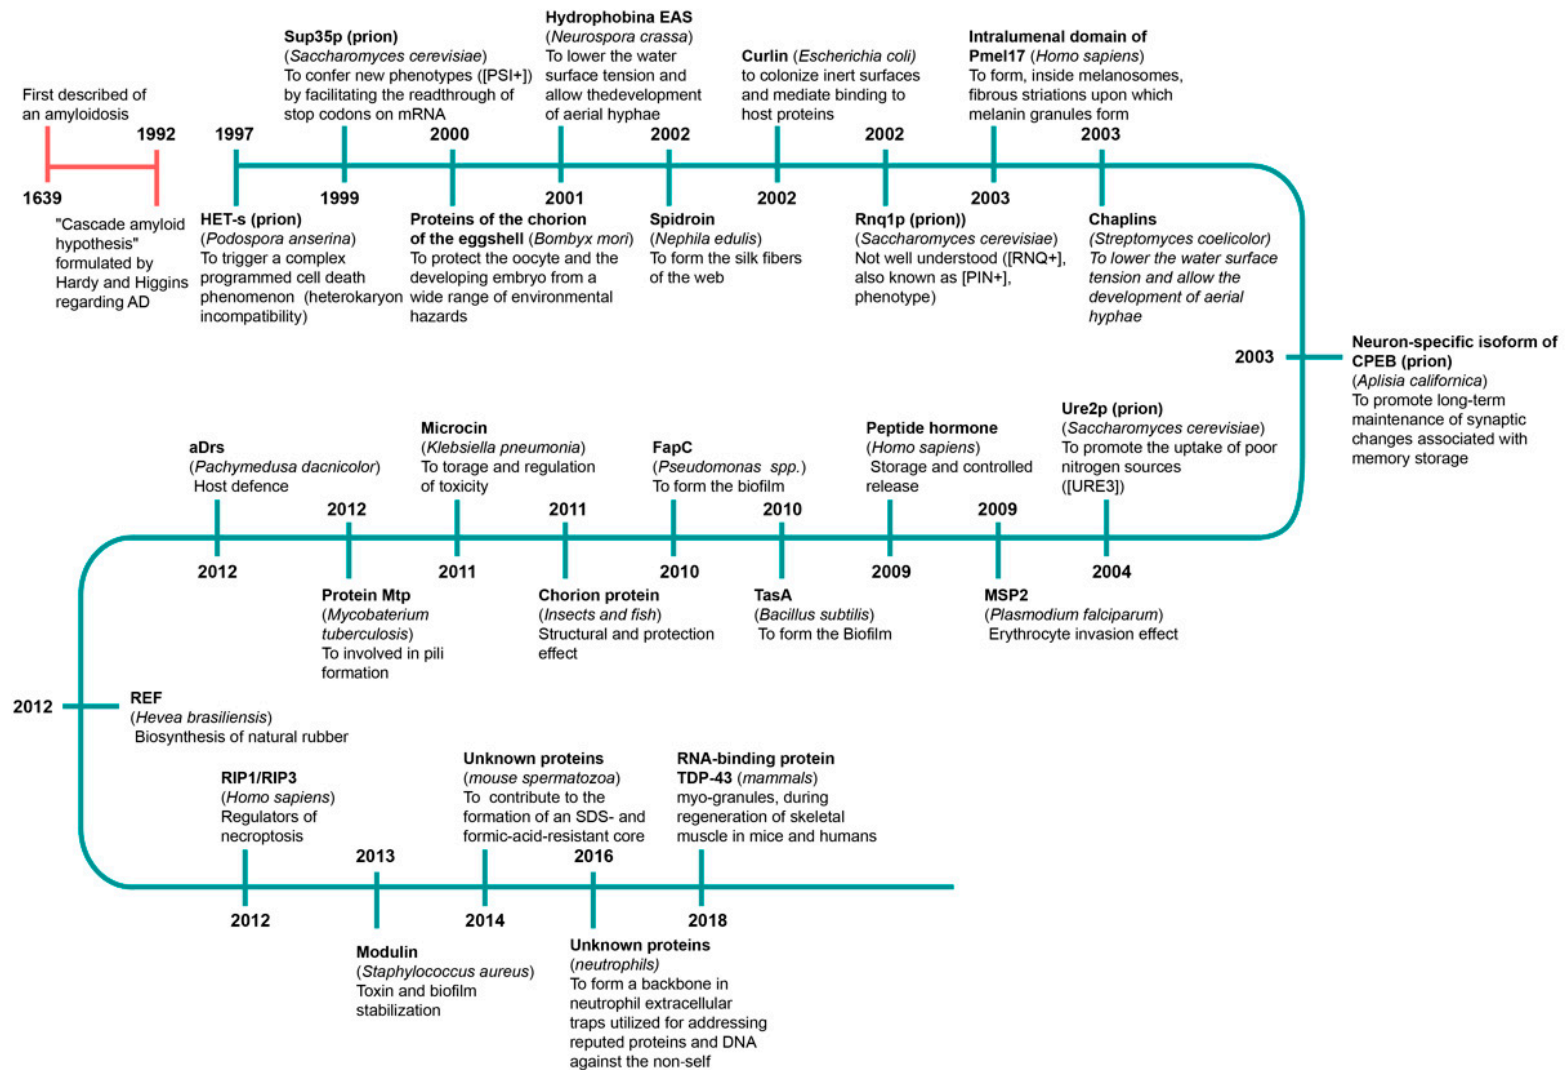 First described of
an amyloidosis
1639
1992
"Cascade amyloid
hypothesis"
formulated by
Hardy and Higgins
regarding AD
1997
HET-s (prion)
(Podospora anserina)
To trigger a complex
programmed cell death
phenomenon (heterokaryon
incompatibility)
Sup35p (prion)
(Saccharomyces cerevisiae)
To confer new phenotypes ([PSI+])
by facilitating the readthrough of
stop codons on mRNA
1999
2000
Proteins of the chorion
of the eggshell (Bombyx mori)
To protect the oocyte and the
developing embryo from a
wide range of environmental
hazards
Hydrophobina EAS
(Neurospora crassa)
To lower the water
surface tension and
allow thedevelopment
of aerial hyphae
2001
2002
Spidroin
(Nephila edulis)
To form the silk fibers
of the web
Curlin (Escherichia coli)
to colonize inert surfaces
and mediate binding to
host proteins
2002
2002
Rnq1p (prion))
(Saccharomyces cerevisiae)
Not well understood ([RNQ+],
also known as [PIN+],
phenotype)
Intralumenal domain of
Pmel17 (Homo sapiens)
To form, inside melanosomes,
fibrous striations upon which
melanin granules form
2003
2003
Chaplins
(Streptomyces coelicolor)
To lower the water surface
tension and allow the
development of aerial
hyphae
2003
Neuron-specific isoform of
CPEB (prion)
(Aplisia californica)
To promote long-term
maintenance of synaptic
changes associated with
memory storage
Ure2p (prion)
(Saccharomyces cerevisiae)
To promote the uptake of poor
nitrogen sources
([URE3])
2004
2009
MSP2
(Plasmodium falciparum)
Erythrocyte invasion effect
Peptide hormone
(Homo sapiens)
Storage and controlled
release
2009
2010
TasA
(Bacillus subtilis)
To form the Biofilm
FapC
(Pseudomonas spp.)
To form the biofilm
2010
2011
Chorion protein
(Insects and fish)
Structural and protection
effect
Microcin
(Klebsiella pneumonia)
To torage and regulation
of toxicity
2011
2012
Protein Mtp
(Mycobaterium
tuberculosis)
To involved in pili
formation
aDrs
(Pachymedusa dacnicolor)
Host defence
2012
2012
REF
(Hevea brasiliensis)
Biosynthesis of natural rubber
RIP1/RIP3
(Homo sapiens)
Regulators of
necroptosis
2012
2013
Modulin
(Staphylococcus aureus)
Toxin and biofilm
stabilization
Unknown proteins
(mouse spermatozoa)
To contribute to the
formation of an SDS- and
formic-acid-resistant core
2014
2016
Unknown proteins
(neutrophils)
To form a backbone in
neutrophil extracellular
traps utilized for addressing
reputed proteins and DNA
against the non-self
RNA-binding protein
TDP-43 (mammals)
myo-granules, during
regeneration of skeletal
muscle in mice and humans
2018